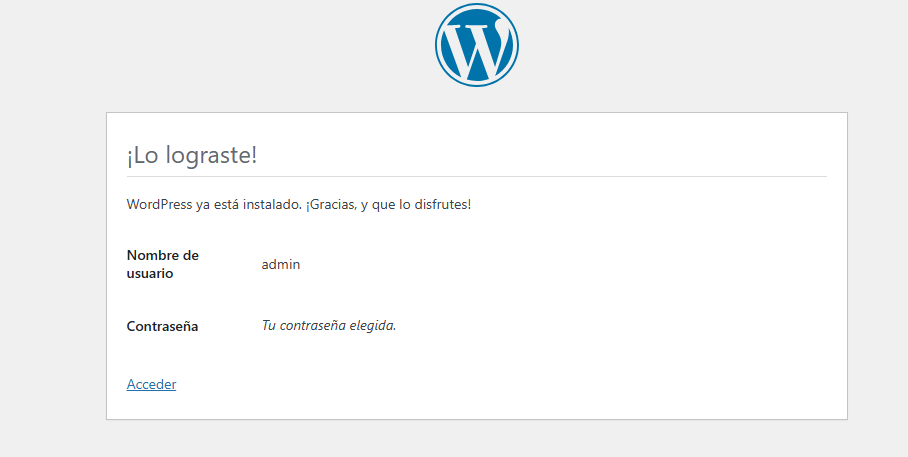 ¡Lo lograste!
WordPress ya está instalado. ¡Gracias, y que lo disfrutes!
Nombre de
usuario
admin
Contraseña
Tu contraseña elegida.
Acceder